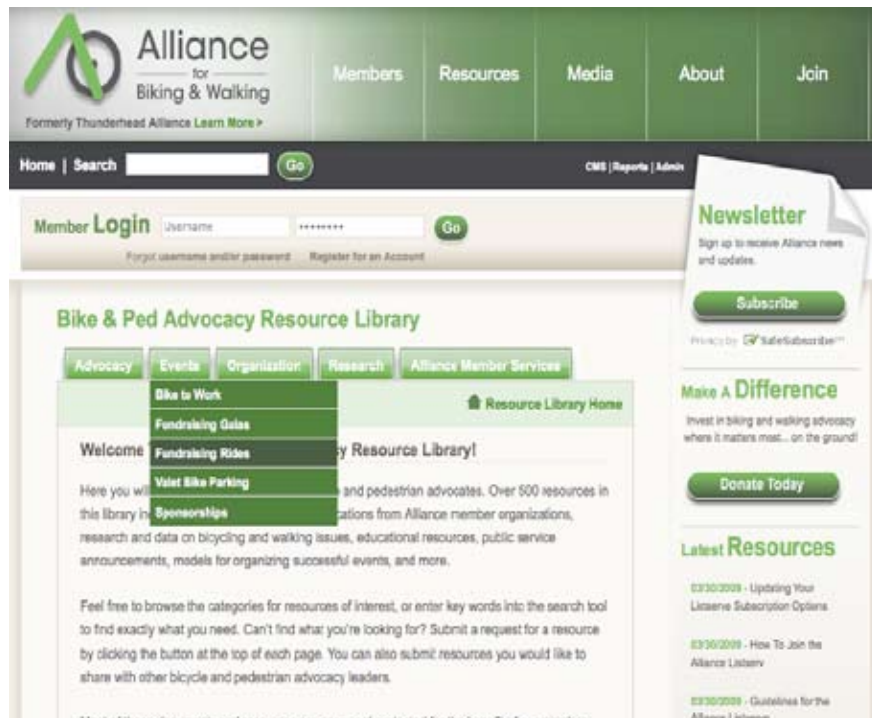 Alliance
for
Biking & Walking
Formerly Thunderhead Alliance Learn More >
Members Resources Media About Join
Home | Search Go
CMS | Reports | Admin
Member Login Username ******** Go
Forgot username and/or password Register for an Account
Newsletter
Sign up to receive Alliance news
and updates.
Subscribe
Privacy by SafeSubscribe
Bike & Ped Advocacy Resource Library
Advocacy Events Organization Research Alliance Member Services
Bike to Work
Fundraising Galas
Fundraising Rides
Valet Bike Parking
Sponsorships
Resource Library Home
Welcome y Resource Library!
Here you wil and pedestrian advocates. Over 500 resources in
this library in cations from Alliance member organizations,
research and data on bicycling and walking issues, educational resources, public service
announcements, models for organizing successful events, and more.
Feel free to browse the categories for resources of interest, or enter key words into the search tool
to find exactly what you need. Can't find what you're looking for? Submit a request for a resource
by clicking the button at the top of each page. You can also submit resources you would like to
share with other bicycle and pedestrian advocacy leaders.
Make A Difference
Invest in biking and walking advocacy
where it matters most... on the ground!
Donate Today
Latest Resources
03/30/2009 - Updating Your
Listserve Subscription Options
03/30/2009 - How To Join the
Alliance Listserv
03/30/2009 - Guidelines for the